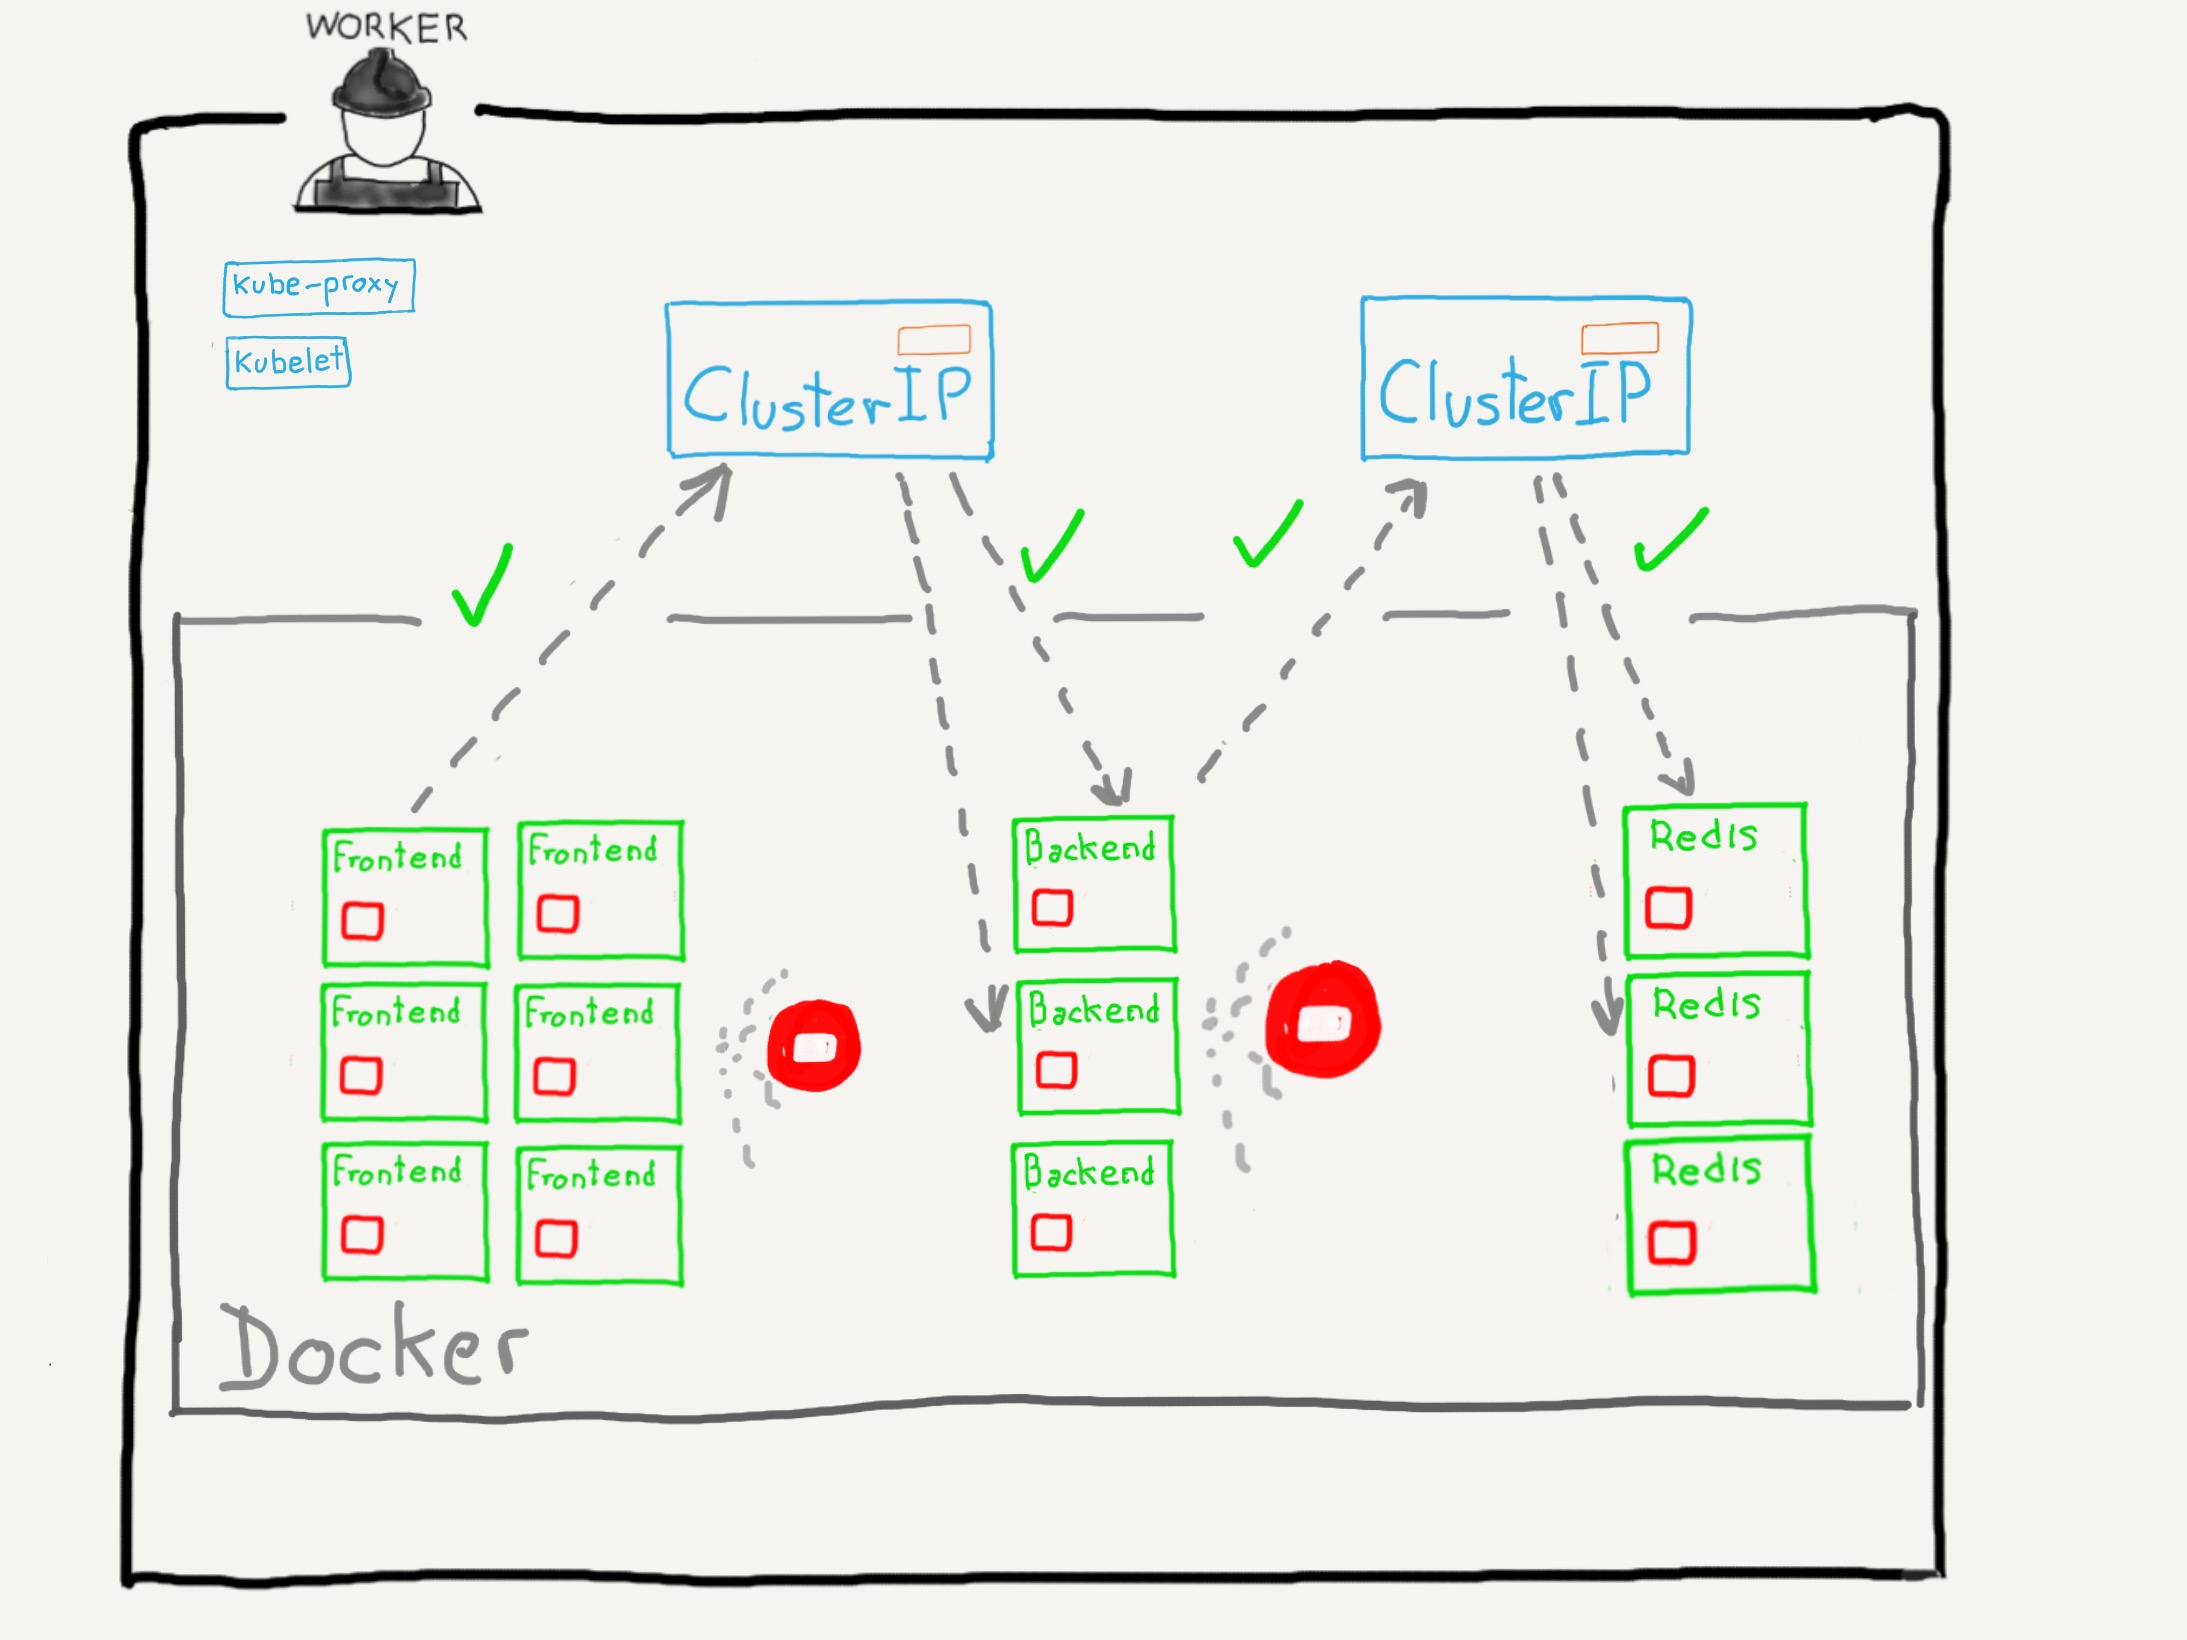 WORKER
Kube-proxy
Kubelet
ClusterIP
ClusterIP
Frontend
Frontend
Backend
Redis
Frontend
Frontend
Backend
Redis
Frontend
Frontend
Backend
Redis
Docker